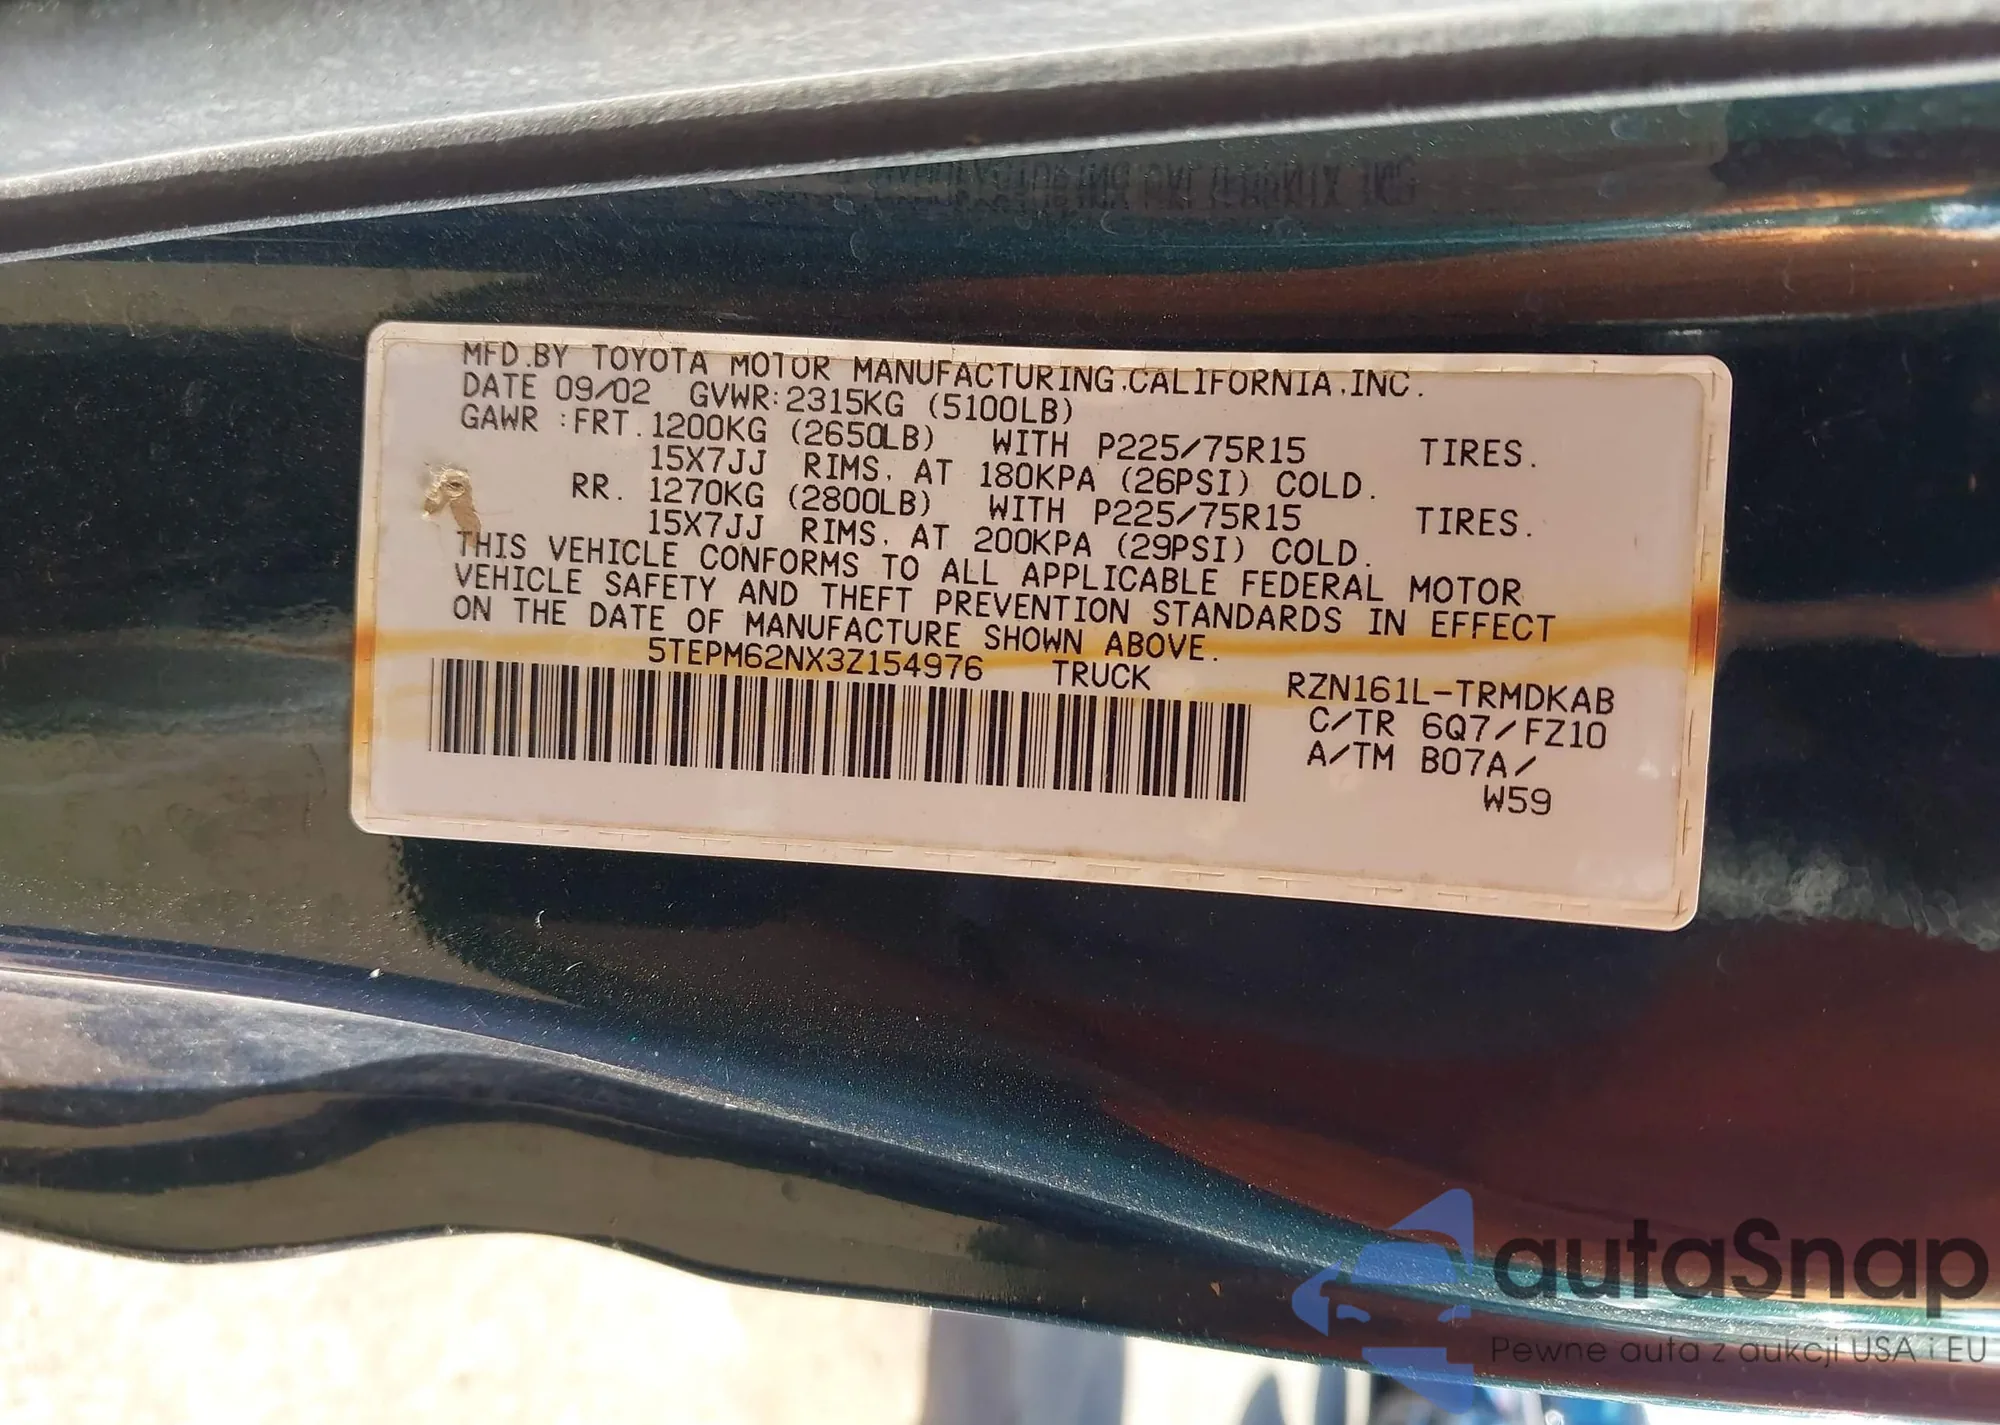 MFD.BY TOYOTA MOTOR MANUFACTURING,CALIFORNIA,INC.
DATE 09/02 GVWR:2315KG (5100LB)
GAWR :FRT.1200KG (2650LB) WITH P225/75R15 TIRES.
15X7JJ RIMS, AT 180KPA (26PSI) COLD.
RR. 1270KG (2800LB) WITH P225/75R15 TIRES.
15X7JJ RIMS, AT 200KPA (29PSI) COLD.
THIS VEHICLE CONFORMS TO ALL APPLICABLE FEDERAL MOTOR
VEHICLE SAFETY AND THEFT PREVENTION STANDARDS IN EFFECT
ON THE DATE OF MANUFACTURE SHOWN ABOVE.
5TEPM62NX3Z154976 TRUCK RZN161L-TRMDKAB
C/TR 6Q7/FZ10
A/TM B07A/
W59
autaSnap
Pewne auta z aukcji USA i EU